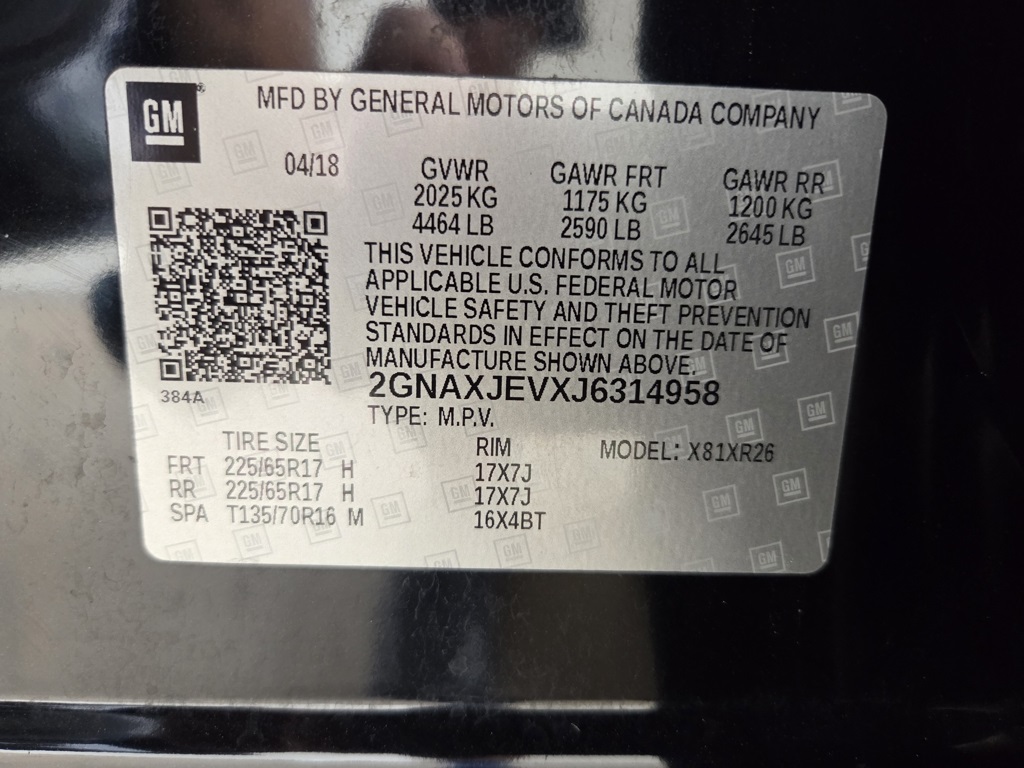 GM
MFD BY GENERAL MOTORS OF CANADA COMPANY
04/18
GVWR GAWR FRT GAWR RR
2025 KG 1175 KG 1200 KG
4464 LB 2590 LB 2645 LB
THIS VEHICLE CONFORMS TO ALL
APPLICABLE U.S. FEDERAL MOTOR
VEHICLE SAFETY AND THEFT PREVENTION
STANDARDS IN EFFECT ON THE DATE OF
MANUFACTURE SHOWN ABOVE.
384A
2GNAXJEVXJ6314958
TYPE: M.P.V.
TIRE SIZE RIM MODEL: X81XR26
FRT 225/65R17 H 17X7J
RR 225/65R17 H 17X7J
SPA T135/70R16 M 16X4BT